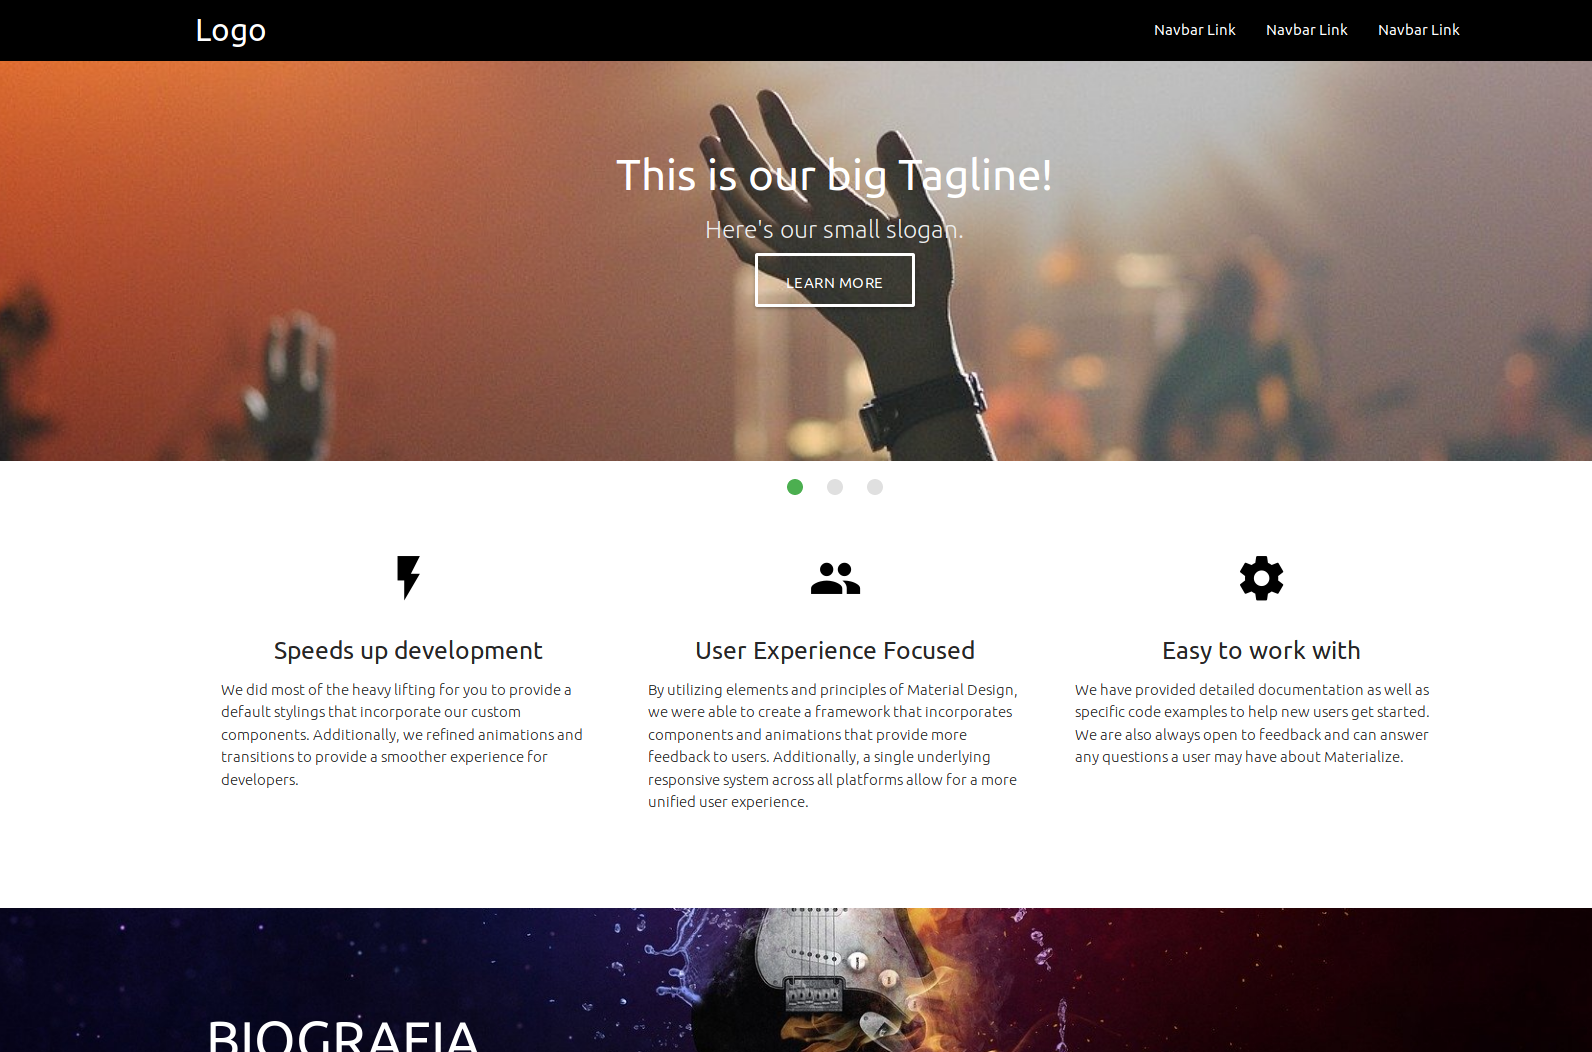 Logo
Navbar Link Navbar Link Navbar Link
This is our big Tagline!
Here's our small slogan.
LEARN MORE
Speeds up development
We did most of the heavy lifting for you to provide a
default stylings that incorporate our custom
components. Additionally, we refined animations and
transitions to provide a smoother experience for
developers.
User Experience Focused
By utilizing elements and principles of Material Design,
we were able to create a framework that incorporates
components and animations that provide more
feedback to users. Additionally, a single underlying
responsive system across all platforms allow for a more
unified user experience.
Easy to work with
We have provided detailed documentation as well as
specific code examples to help new users get started.
We are also always open to feedback and can answer
any questions a user may have about Materialize.
BIOGRAFIA